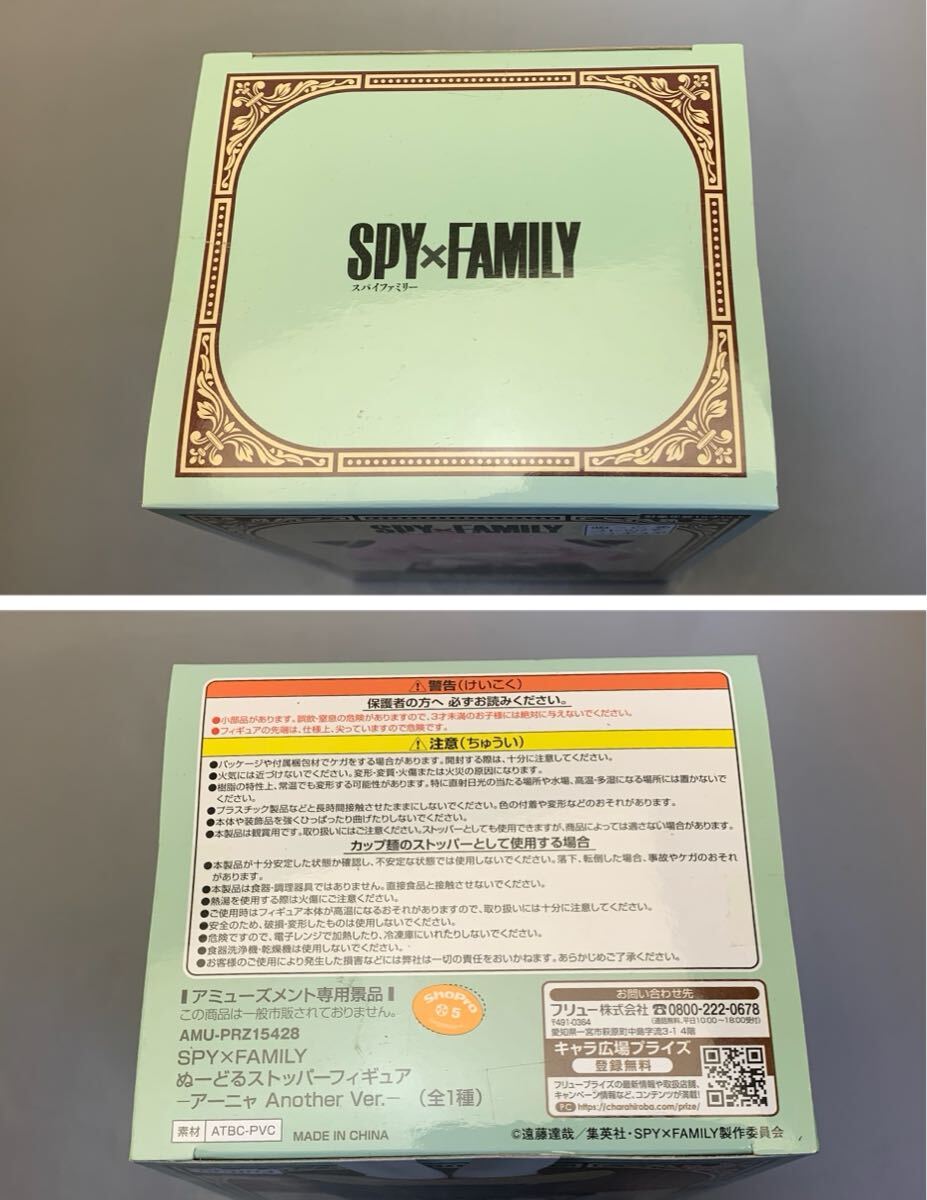 SPY×FAMILY
スパイファミリー
SPY×FAMILY
⚠警告(けいこく)
保護者の方へ 必ずお読みください。
●小部品があります。誤飲・窒息の危険がありますので、3才未満のお子様には絶対に与えないでください。
●フィギュアの先端は、仕様上、尖っていますので危険です。
⚠注意(ちゅうい)
●パッケージや付属梱包材でケガをする場合があります。開封する際は、十分に注意してください。
●火気には近づけないでください。変形・変質・火傷または火災の原因になります。
●樹脂の特性上、常温でも変形する可能性があります。特に直射日光の当たる場所や水場、高温・多湿になる場所には置かないで
ください。
●プラスチック製品などと長時間接触させたままにしないでください。色の付着や変形などのおそれがあります。
●本体や装飾品を強くひっぱったり曲げたりしないでください。
●本製品は観賞用です。取り扱いにはご注意ください。ストッパーとしても使用できますが、商品によっては適さない場合があります。
カップ麺のストッパーとして使用する場合
●本製品が十分安定した状態か確認し、不安定な状態では使用しないでください。落下、転倒した場合、事故やケガのおそれ
があります。
●本製品は食器・調理器具ではありません。直接食品と接触させないでください。
●熱湯を使用する際は火傷にご注意ください。
●ご使用時はフィギュア本体が高温になるおそれがありますので、取り扱いには十分に注意してください。
●安全のため、破損・変形したものは使用しないでください。
●危険ですので、電子レンジで加熱したり、冷凍庫にいれたりしないでください。
●食器洗浄機・乾燥機は使用しないでください。
●お客様のご使用により発生した損害などには弊社は一切の責任をおいかねます。あらかじめご了承ください。
アミューズメント専用景品
この商品は一般市販されておりません。
AMU-PRZ15428
SPY×FAMILY
ぬーどるストッパーフィギュア
ーアーニャ Another Ver.ー (全1種)
素材 ATBC-PVC MADE IN CHINA
ShoPro
5
お問い合わせ先
フリュー株式会社 0800-222-0678
〒491-0364 (通話無料、平日10:00〜18:00受付)
愛知県一宮市萩原町中島字流3-1 4階
キャラ広場プライズ
登録無料
フリュープライズの最新情報や取扱店舗、
キャンペーン情報など、コンテンツが満載!
PC https://charahiroba.com/prize/
©遠藤達哉/集英社・SPY×FAMILY製作委員会